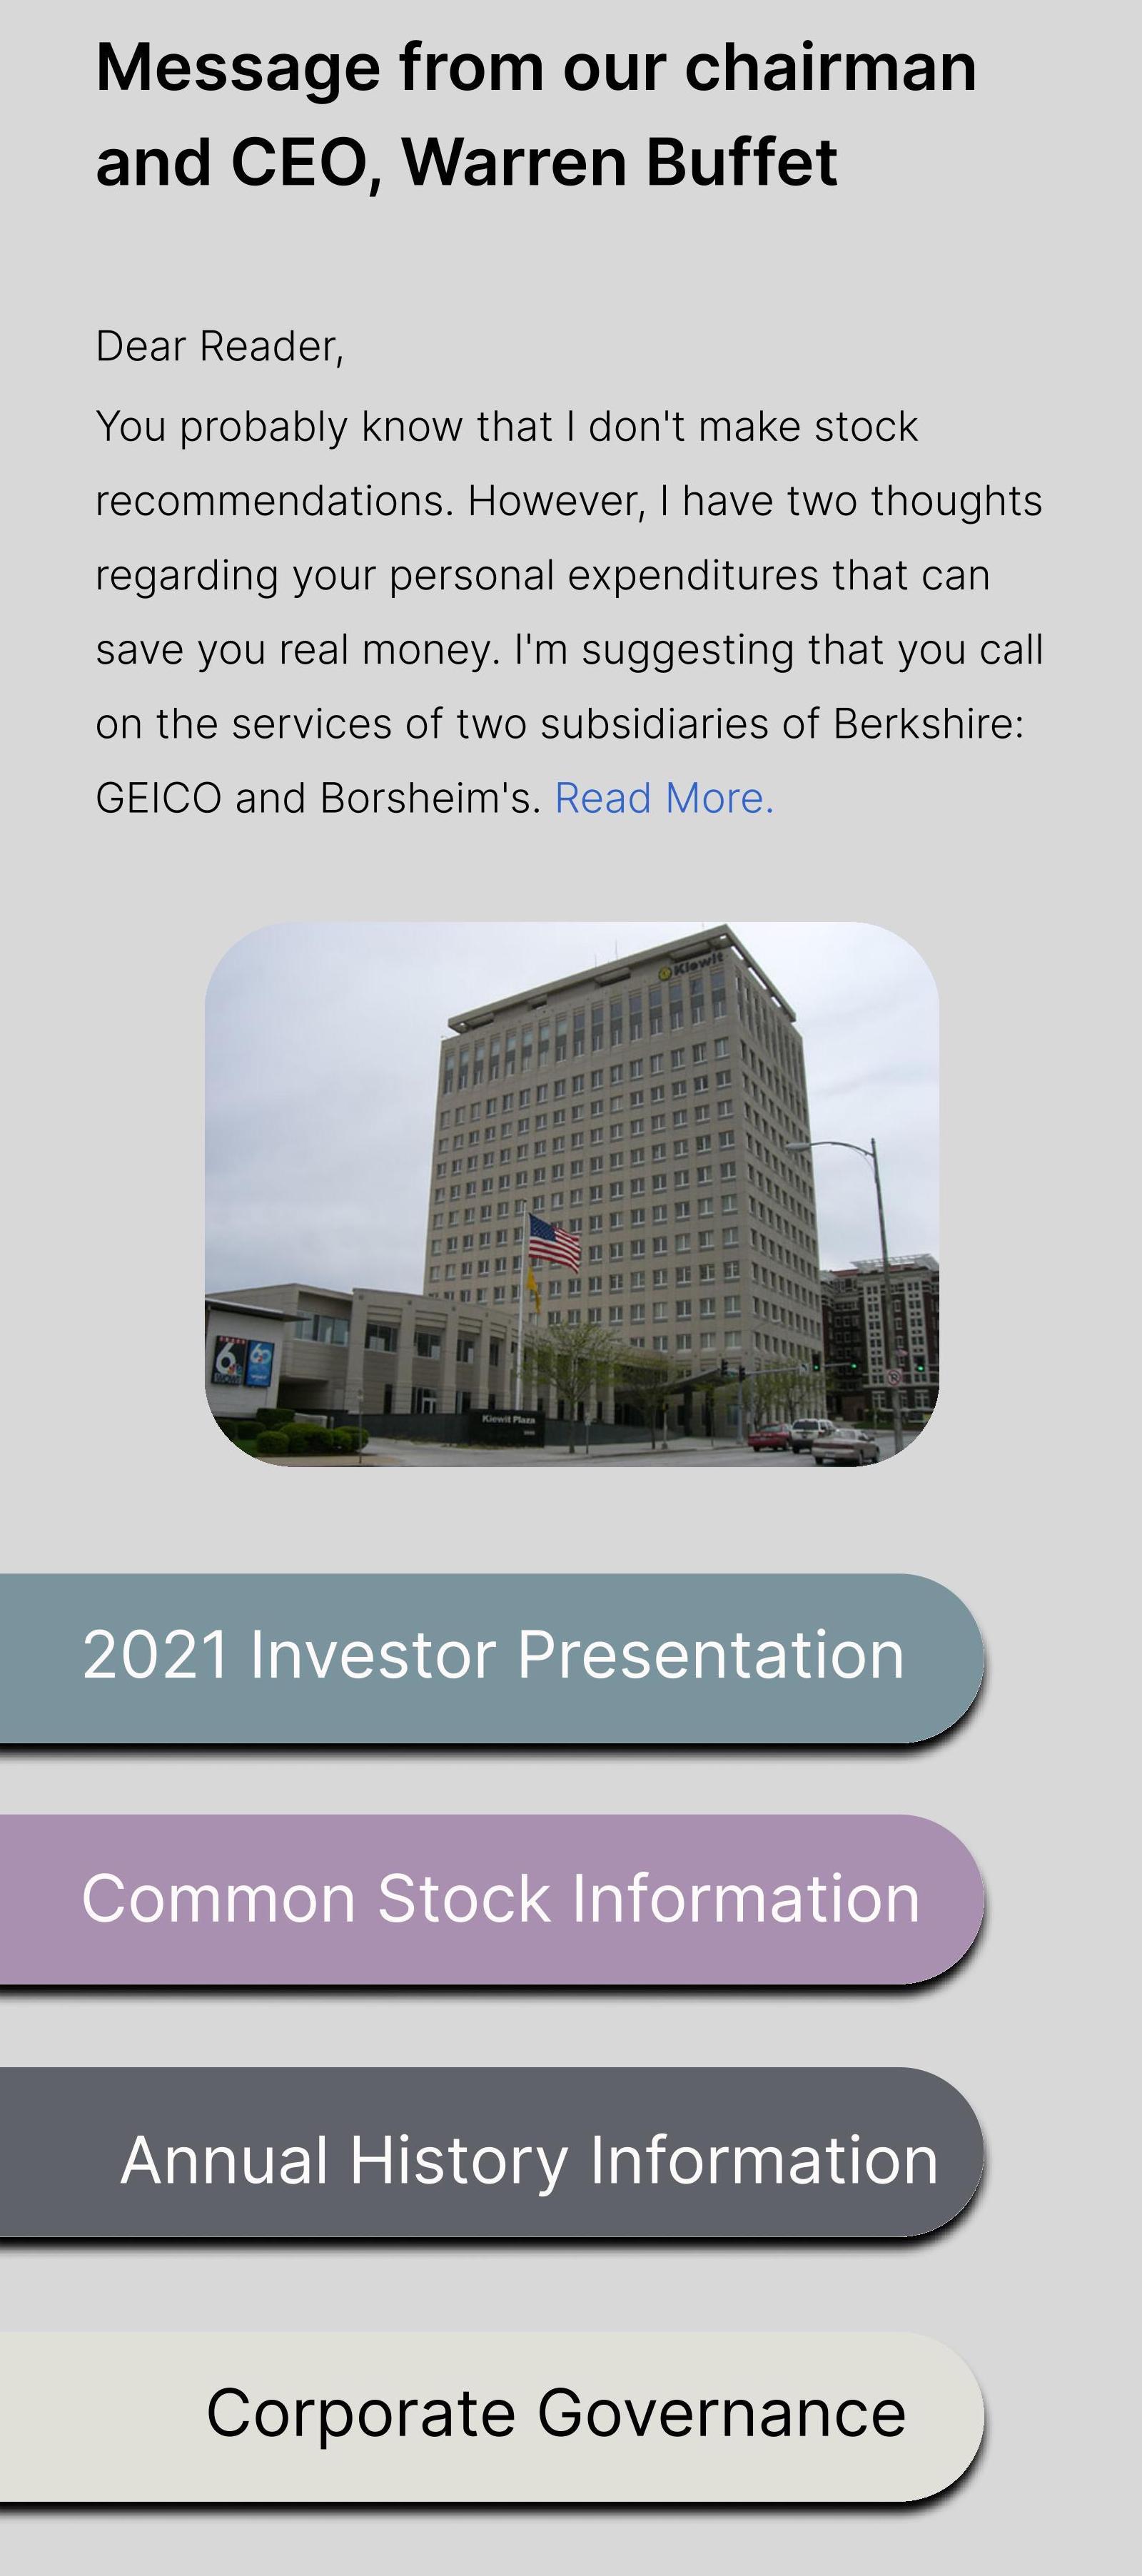 Message from our chairman
and CEO, Warren Buffet
Dear Reader,
You probably know that I don't make stock
recommendations. However, I have two thoughts
regarding your personal expenditures that can
save you real money. I'm suggesting that you call
on the services of two subsidiaries of Berkshire:
GEICO and Borsheim's. Read More.
Kiewit
6
Kiewit Plaza
2021 Investor Presentation
Common Stock Information
Annual History Information
Corporate Governance